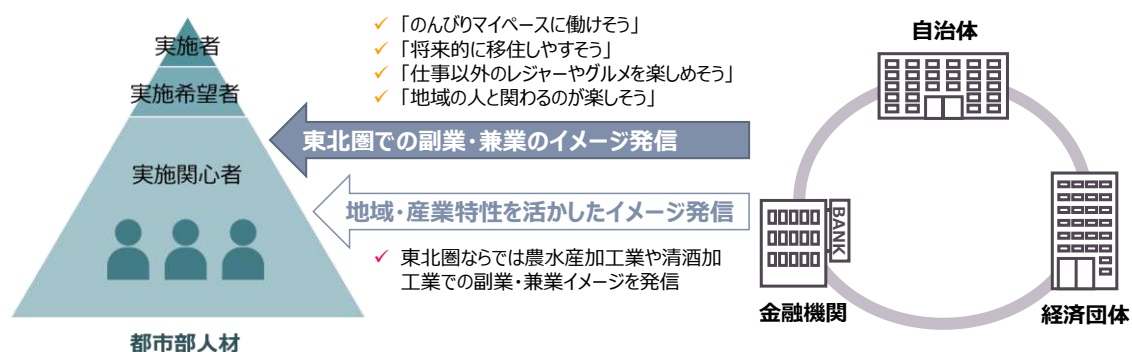 実施者
実施希望者
実施関心者
都市部人材
✓ 「のんびりマイペースに働けそう」
✓ 「将来的に移住しやすそう」
✓ 「仕事以外のレジャーやグルメを楽しめそう」
✓ 「地域の人と関わるのが楽しそう」
東北圏での副業・兼業のイメージ発信
地域・産業特性を活かしたイメージ発信
✓ 東北圏ならでは農水産加工業や清酒加
工業での副業・兼業イメージを発信
自治体
BANK
金融機関
経済団体